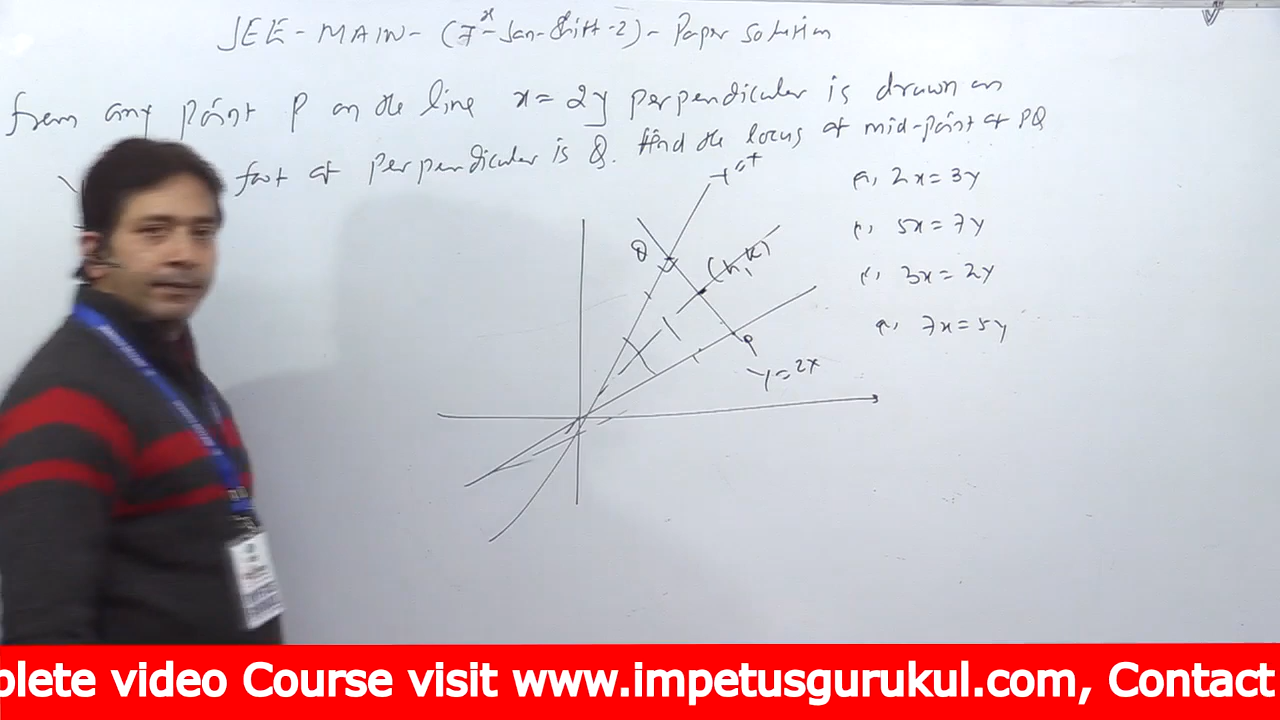 JEE-MAIN-(7ᵗʰ-Jan-Shift-2)-Paper solution
From any point P on the line x = 2y perpendicular is drawn on
foot of perpendicular is Q. Find the locus of mid-point of PQ
2x = 3y
5x = 7y
3x = 2y
7x = 5y
Q
(h,k)
P
y = 2x
plete video Course visit www.impetusgurukul.com, Contact